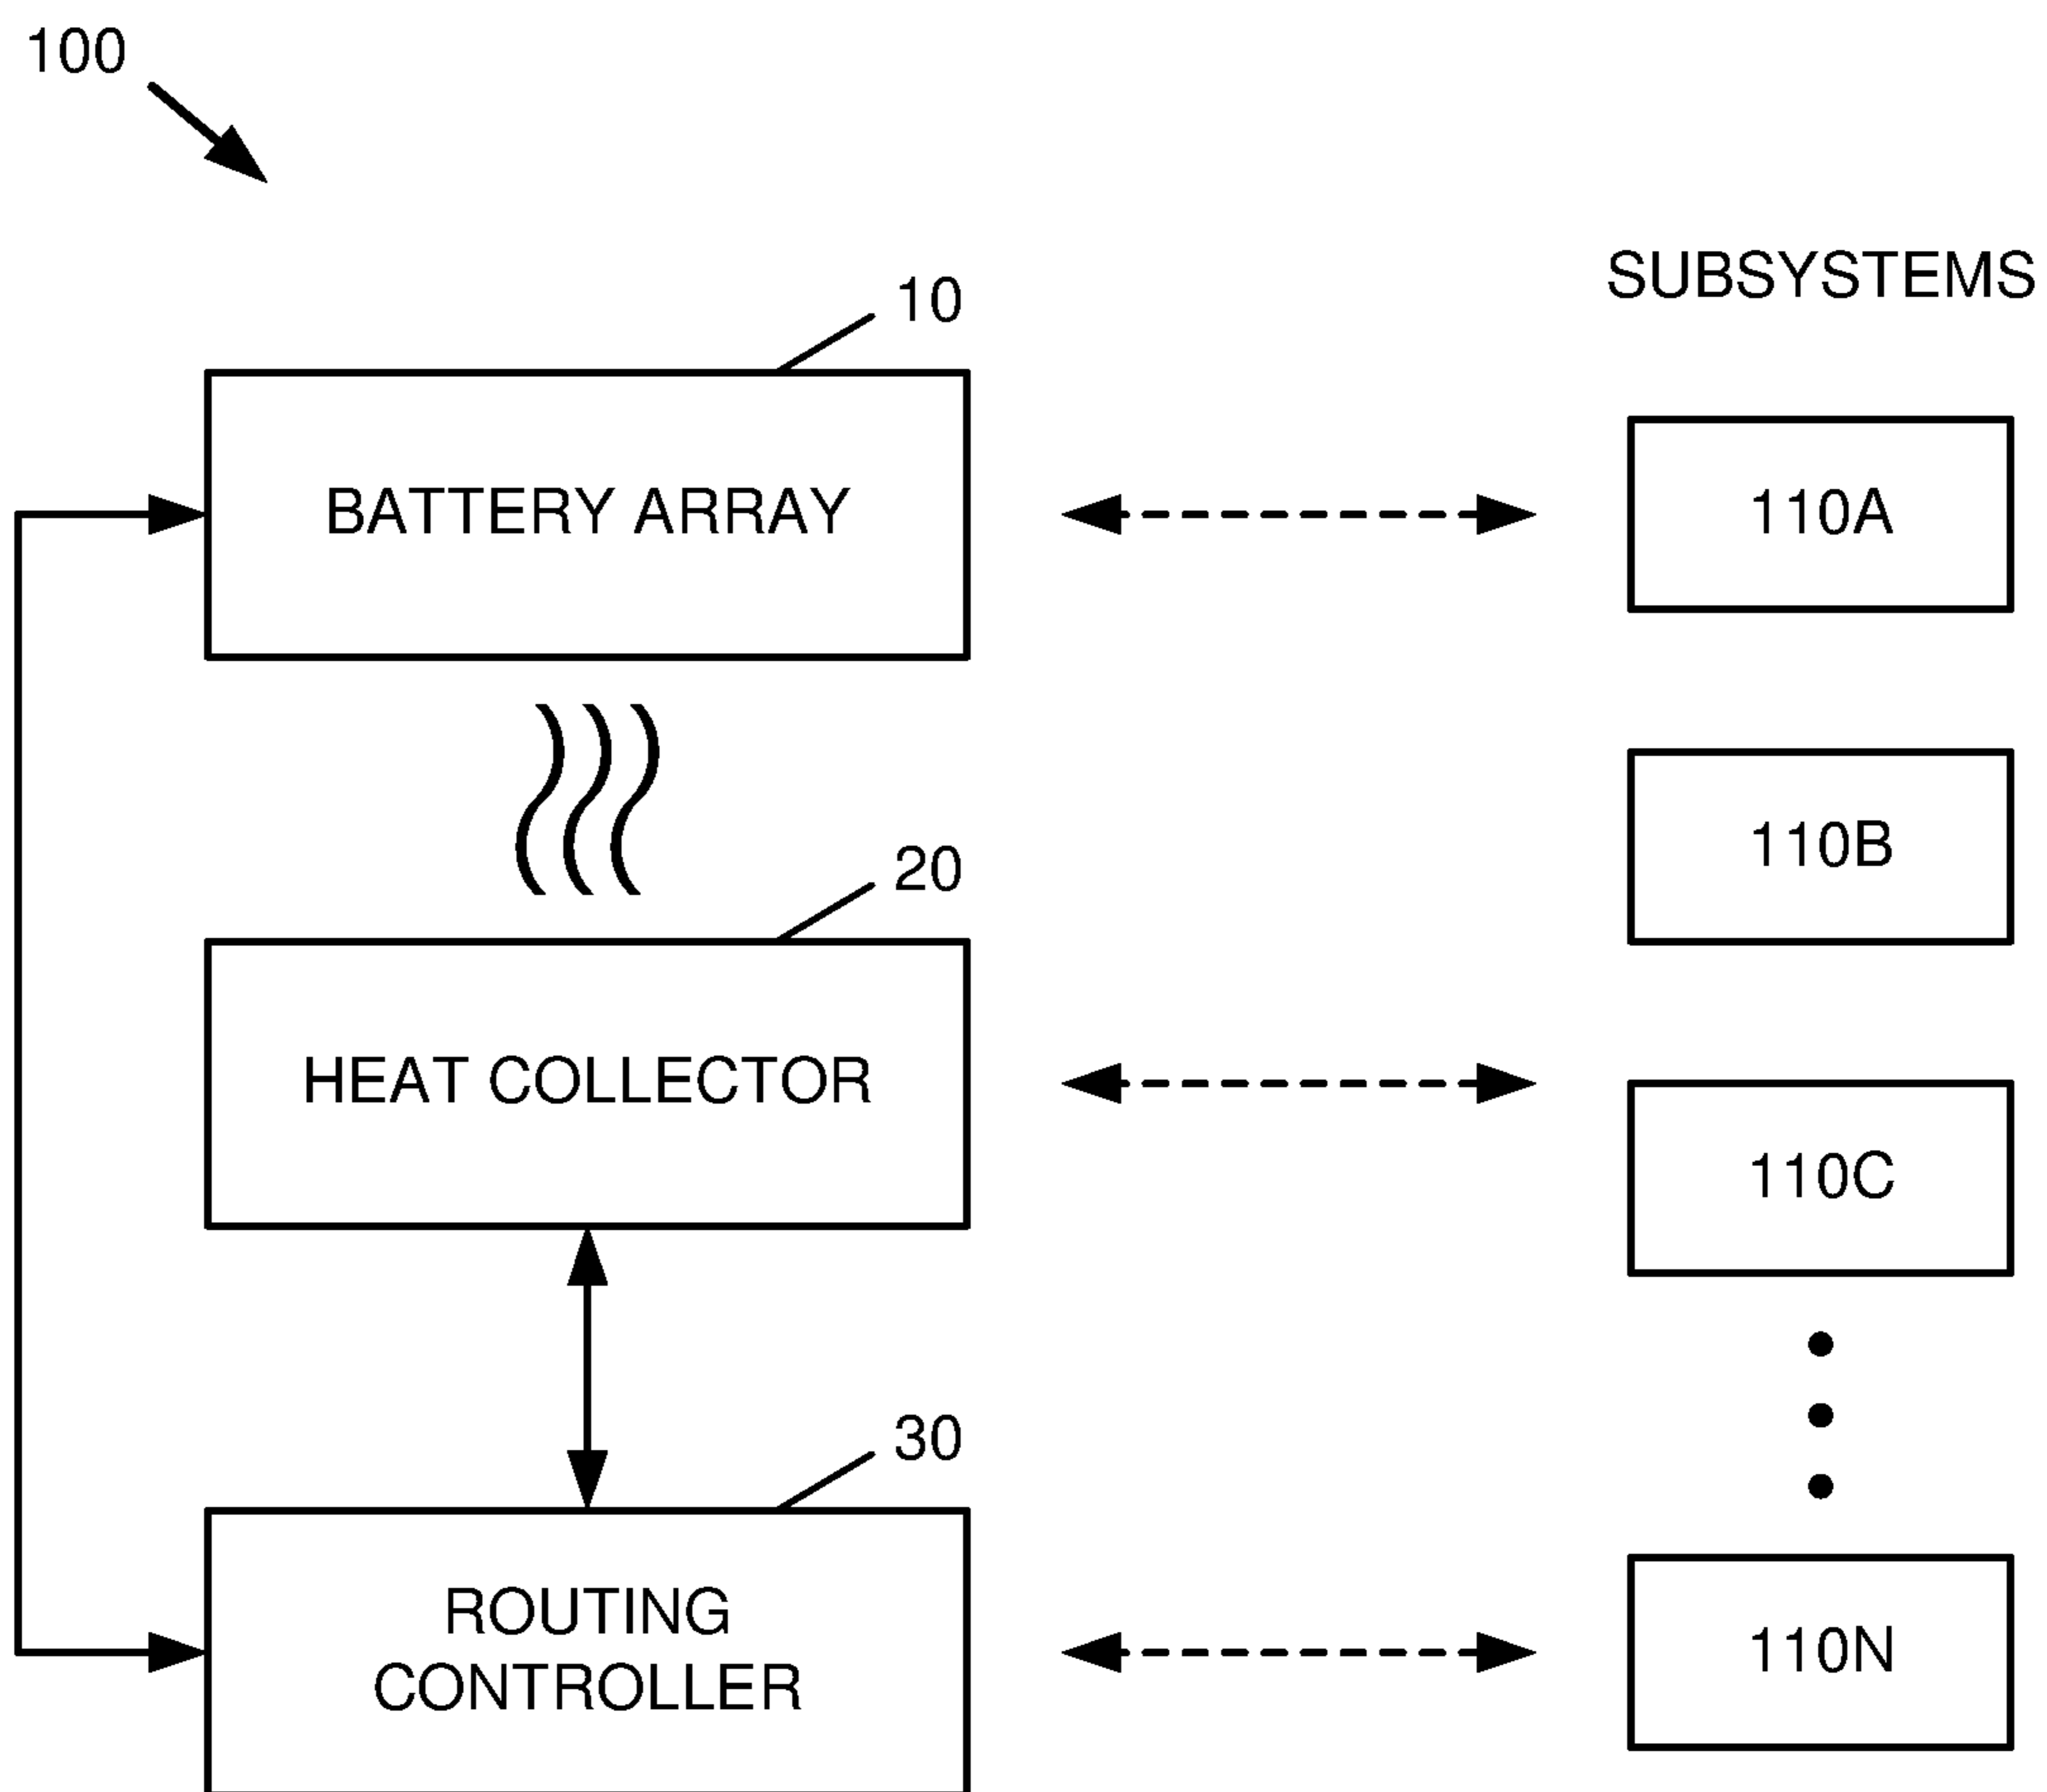 100
SUBSYSTEMS
10
BATTERY ARRAY
110A
110B
20
HEAT COLLECTOR
110C
30
ROUTING
CONTROLLER
110N